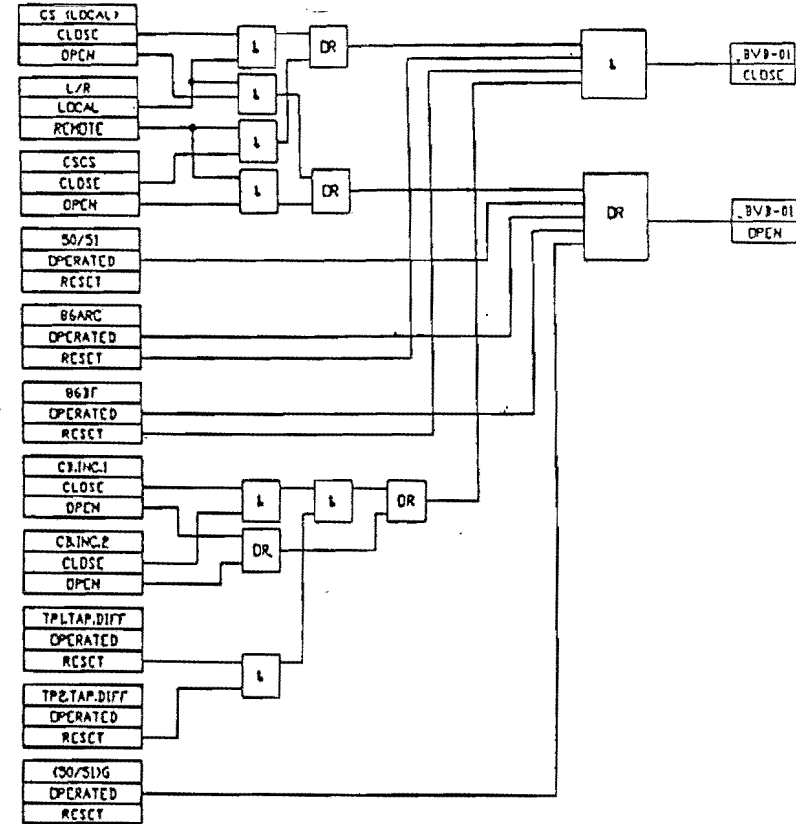 CS (LOCAL)
CLOSE
OPEN
L/R
LOCAL
REMOTE
CSCS
CLOSE
OPEN
50/51
OPERATED
RESET
86ARC
OPERATED
RESET
86BF
OPERATED
RESET
CB.INC.1
CLOSE
OPEN
CB.INC.2
CLOSE
OPEN
TP1.TAP.DIFF
OPERATED
RESET
TP2.TAP.DIFF
OPERATED
RESET
(50/51)G
OPERATED
RESET
&
&
&
&
OR
OR
&
OR
&
&
OR
OR
&
BVB-01
CLOSE
BVB-01
OPEN